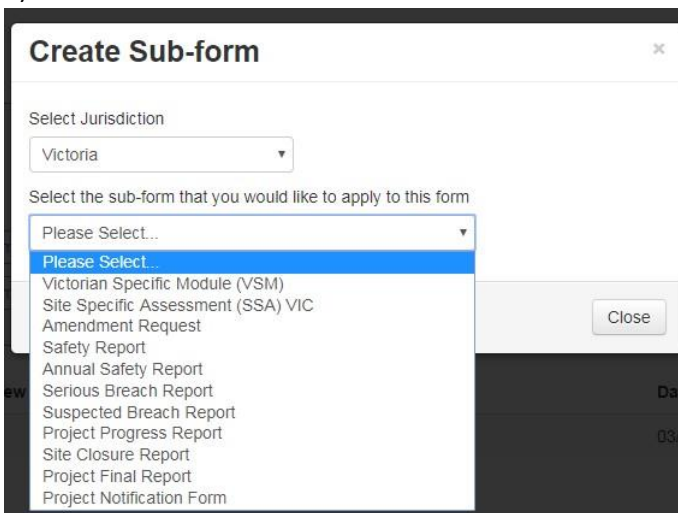 Create Sub-form
×
Select Jurisdiction
Victoria
Select the sub-form that you would like to apply to this form
Please Select...
Please Select...
Victorian Specific Module (VSM)
Site Specific Assessment (SSA) VIC
Amendment Request
Safety Report
Annual Safety Report
Serious Breach Report
Suspected Breach Report
Project Progress Report
Site Closure Report
Project Final Report
Project Notification Form
Close
ew
Da
03